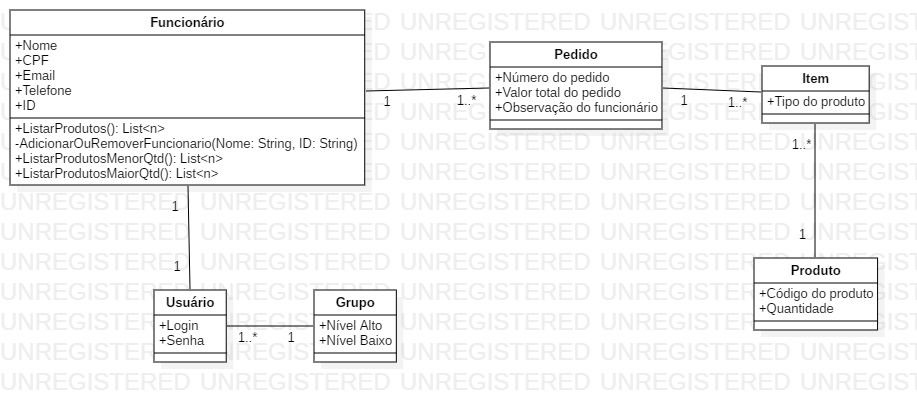 Funcionário
+Nome
+CPF
+Email
+Telefone
+ID
+ListarProdutos(): List<n>
-AdicionarOuRemoverFuncionario(Nome: String, ID: String)
+ListarProdutosMenorQtd(): List<n>
+ListarProdutosMaiorQtd(): List<n>
1
1..*
Pedido
+Número do pedido
+Valor total do pedido
+Observação do funcionário
1
1..*
Item
+Tipo do produto
1..*
1
Produto
+Código do produto
+Quantidade
1
1
Usuário
+Login
+Senha
1..*
1
Grupo
+Nível Alto
+Nível Baixo
UNREGISTERED UNREGISTERED UNREGISTERED UNREGISTERED UNREGISTERED